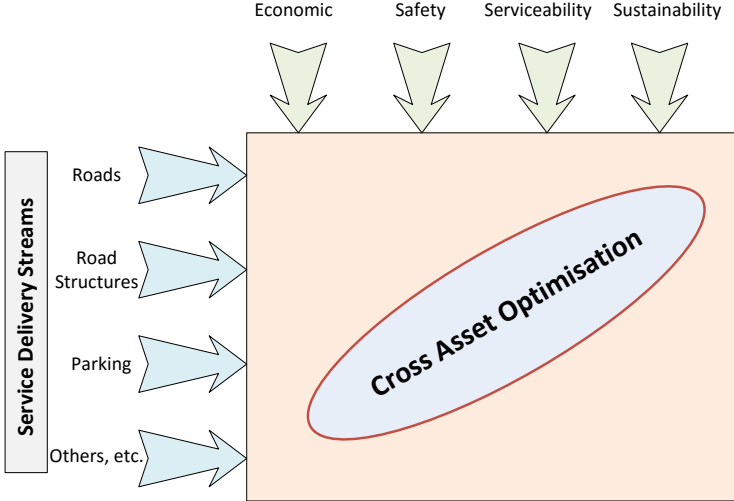 Economic
Safety
Serviceability
Sustainability
Service Delivery Streams
Roads
Road
Structures
Parking
Others, etc.
Cross Asset Optimisation